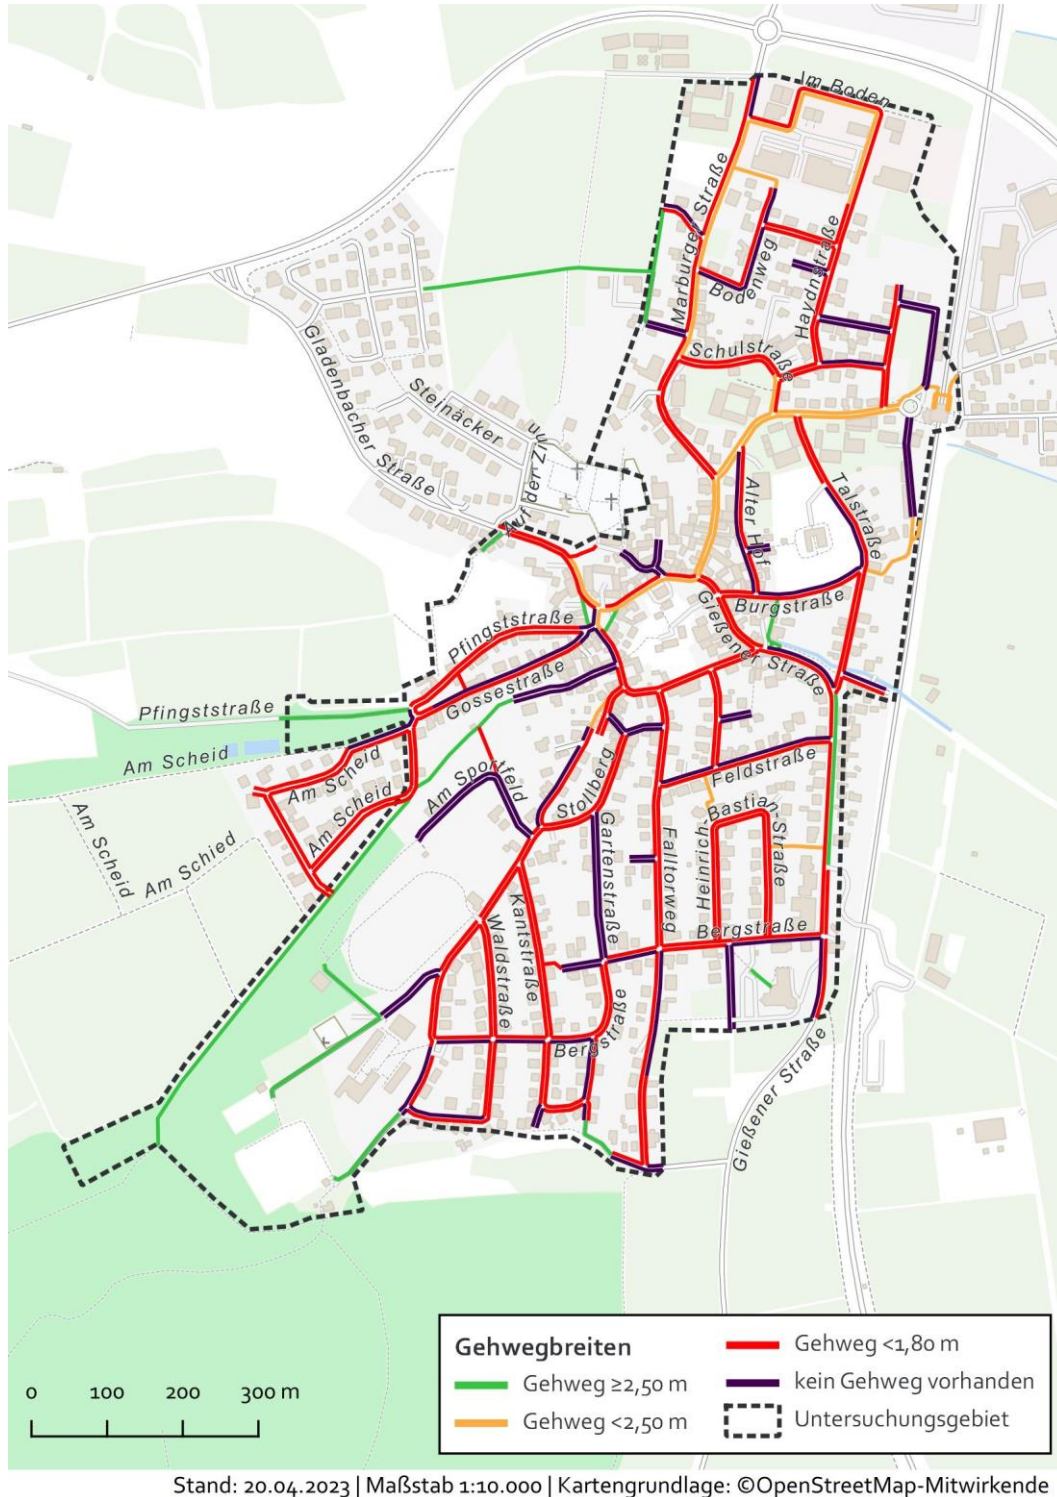 Im Boden
Marburger Straße
Bodenweg
Haydnstraße
Schulstraße
Gladenbacher Straße
Steinäcker
Auf der Ziunn
Alter Hof
Talstraße
Burgstraße
Gießener Straße
Pfingststraße
Gossestraße
Pfingststraße
Am Scheid
Am Scheid
Am Scheid
Am Scheid
Am Schied
Am Sportfeld
Stollberg
Feldstraße
Heinrich-
Bastian-
Straße
Gartenstraße
Falltorweg
Kantstraße
Waldstraße
Bergstraße
Bergstraße
Gießener Straße
0 100 200 300 m
Gehwegbreiten
Gehweg ≥2,50 m
Gehweg <2,50 m
Gehweg <1,80 m
kein Gehweg vorhanden
Untersuchungsgebiet
Stand: 20.04.2023 | Maßstab 1:10.000 | Kartengrundlage: ©OpenStreetMap-Mitwirkende